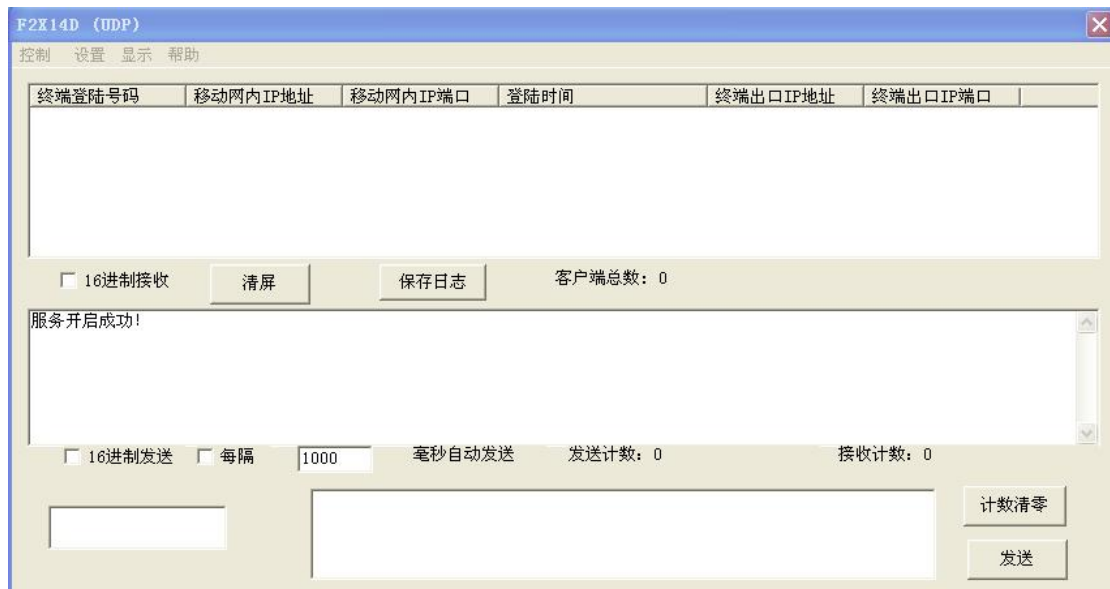 F2X14D (UDP)
控制 设置 显示 帮助
终端登陆号码 移动网内IP地址 移动网内IP端口 登陆时间 终端出口IP地址 终端出口IP端口
16进制接收 清屏 保存日志 客户端总数: 0
服务开启成功!
16进制发送 每隔 1000 毫秒自动发送 发送计数: 0 接收计数: 0
计数清零
发送